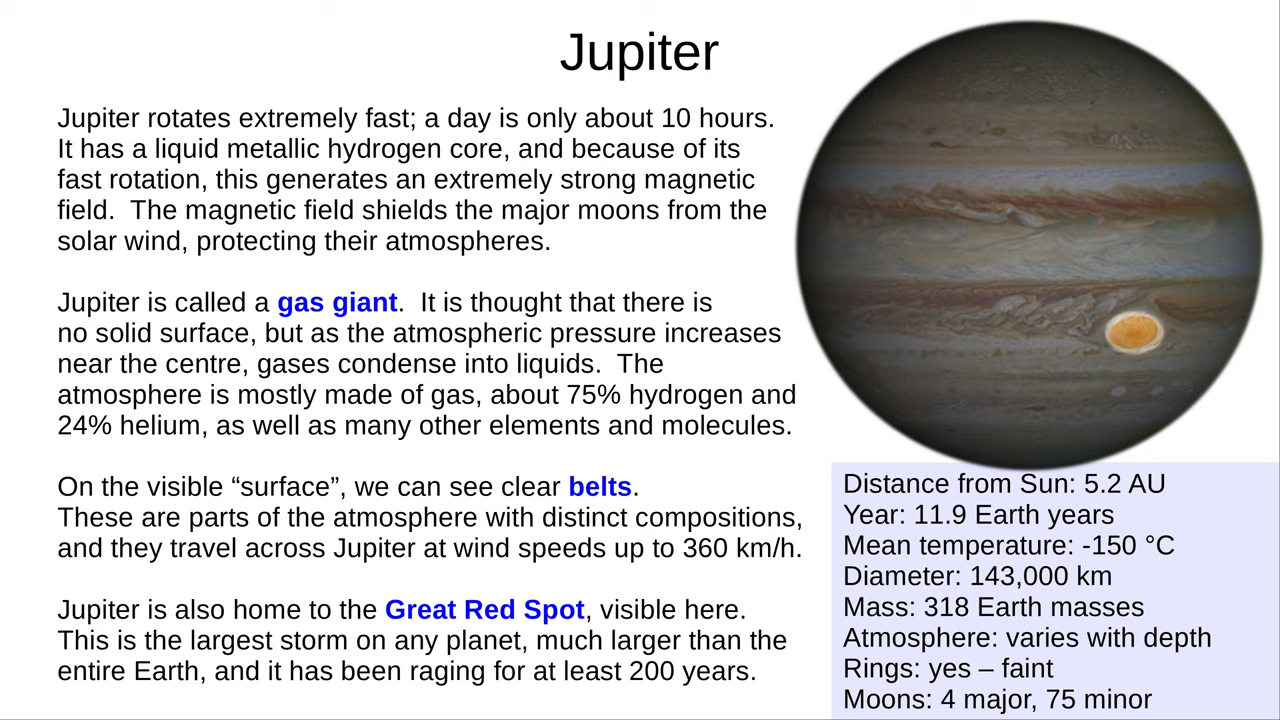 Jupiter
Jupiter rotates extremely fast; a day is only about 10 hours.
It has a liquid metallic hydrogen core, and because of its
fast rotation, this generates an extremely strong magnetic
field.  The magnetic field shields the major moons from the
solar wind, protecting their atmospheres.
Jupiter is called a gas giant.  It is thought that there is
no solid surface, but as the atmospheric pressure increases
near the centre, gases condense into liquids.  The
atmosphere is mostly made of gas, about 75% hydrogen and
24% helium, as well as many other elements and molecules.
On the visible “surface”, we can see clear belts.
These are parts of the atmosphere with distinct compositions,
and they travel across Jupiter at wind speeds up to 360 km/h.
Jupiter is also home to the Great Red Spot, visible here.
This is the largest storm on any planet, much larger than the
entire Earth, and it has been raging for at least 200 years.
Distance from Sun: 5.2 AU
Year: 11.9 Earth years
Mean temperature: -150 °C
Diameter: 143,000 km
Mass: 318 Earth masses
Atmosphere: varies with depth
Rings: yes – faint
Moons: 4 major, 75 minor